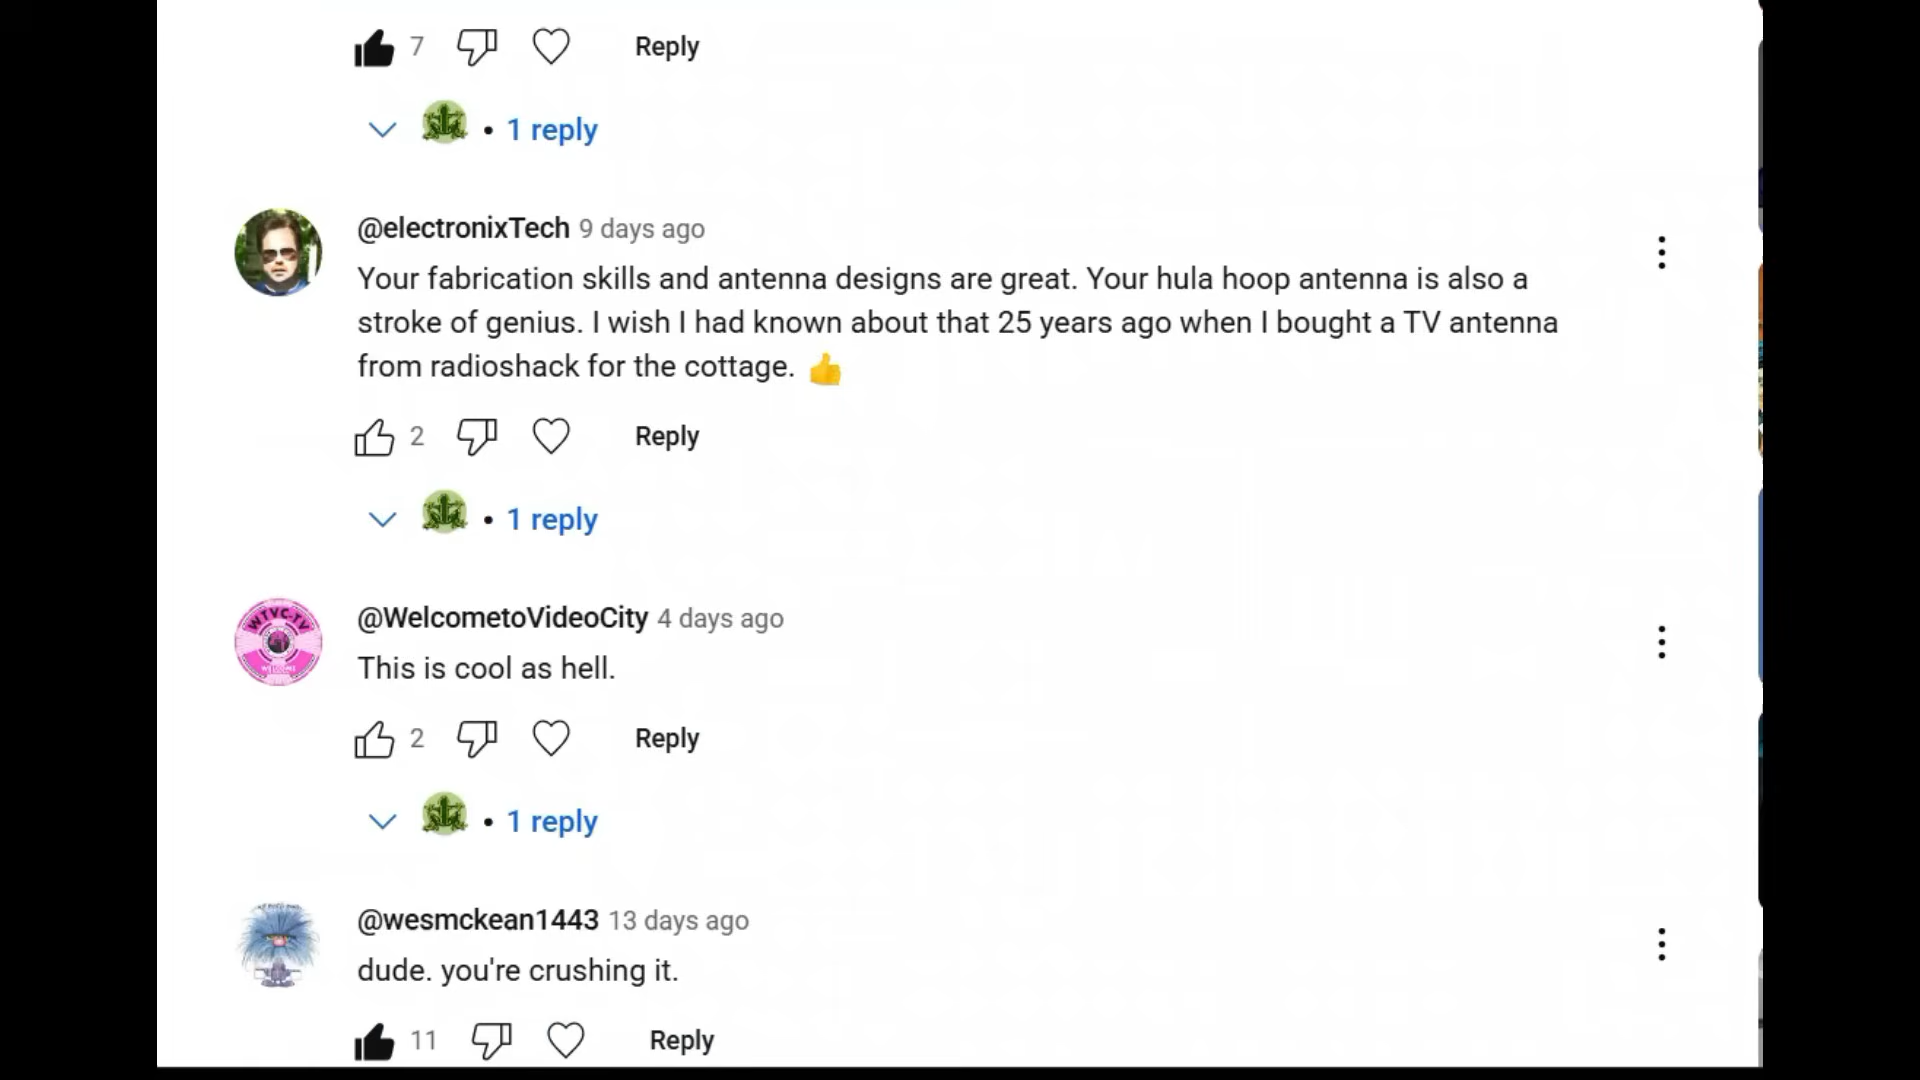 7 Reply
• 1 reply
@electronixTech 9 days ago
Your fabrication skills and antenna designs are great. Your hula hoop antenna is also a
stroke of genius. I wish I had known about that 25 years ago when I bought a TV antenna
from radioshack for the cottage. 👍
2 Reply
• 1 reply
WTVC-TV
WELCOME
@WelcometoVideoCity 4 days ago
This is cool as hell.
2 Reply
• 1 reply
@wesmckean1443 13 days ago
dude. you're crushing it.
11 Reply